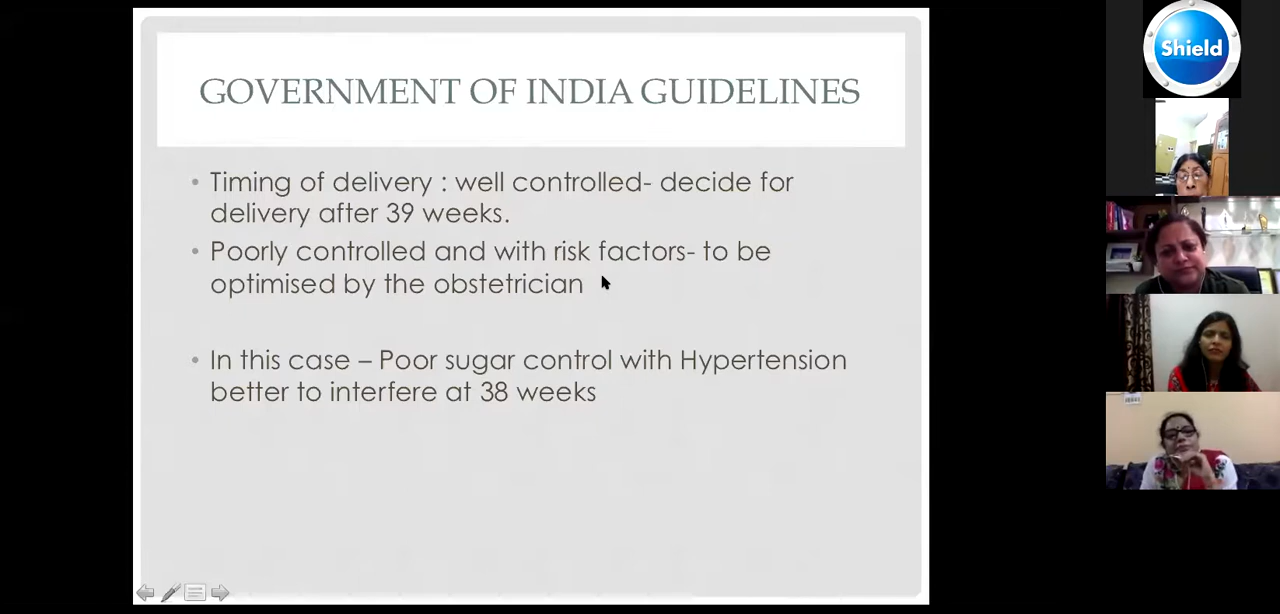 GOVERNMENT OF INDIA GUIDELINES
Timing of delivery : well controlled- decide for
delivery after 39 weeks.
Poorly controlled and with risk factors- to be
optimised by the obstetrician
In this case – Poor sugar control with Hypertension
better to interfere at 38 weeks
Shield